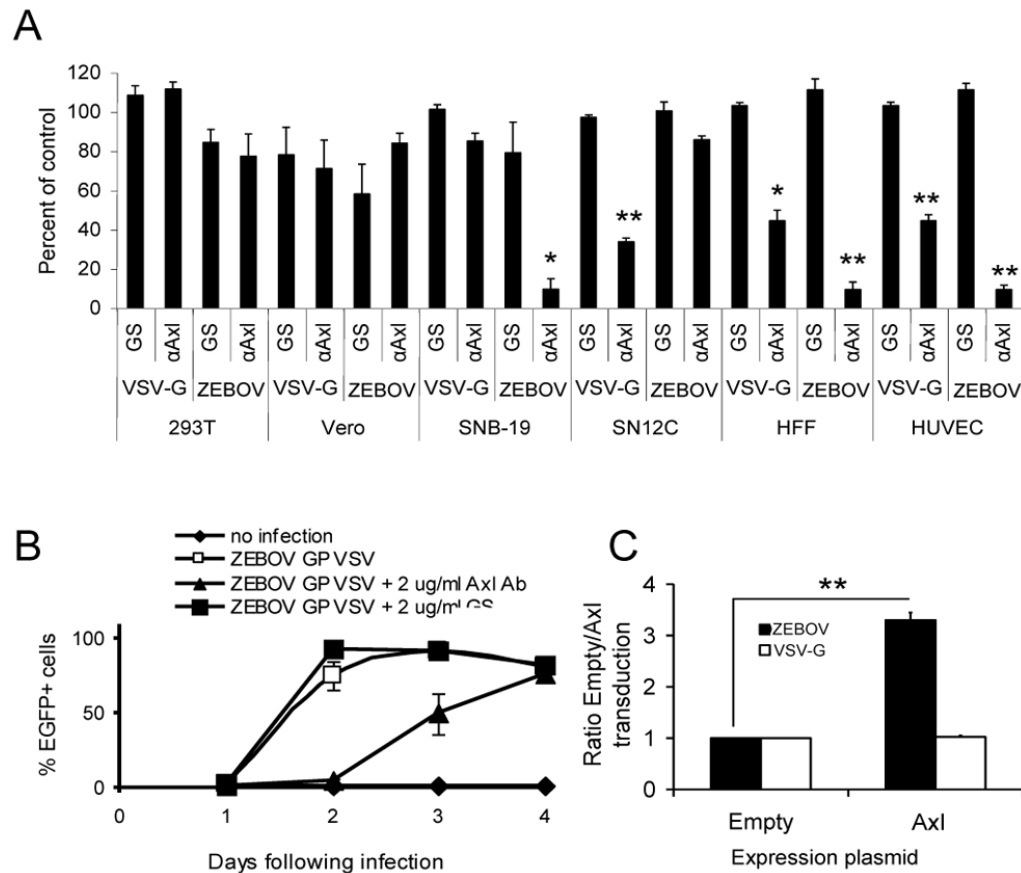 A
Percent of control
120
100
80
60
40
20
0
* ** * ** ** **
GS αAxl GS αAxl GS αAxl GS αAxl GS αAxl GS αAxl GS αAxl GS αAxl GS αAxl GS αAxl GS αAxl GS αAxl
VSV-G ZEBOV VSV-G ZEBOV VSV-G ZEBOV VSV-G ZEBOV VSV-G ZEBOV VSV-G ZEBOV
293T Vero SNB-19 SN12C HFF HUVEC
B
no infection
ZEBOV GP VSV
ZEBOV GP VSV + 2 ug/ml Axl Ab
ZEBOV GP VSV + 2 ug/ml GS
% EGFP+ cells
100
50
0
0 1 2 3 4
Days following infection
C
Ratio Empty/Axl
transduction
4
3
2
1
0
**
ZEBOV
VSV-G
Empty Axl
Expression plasmid